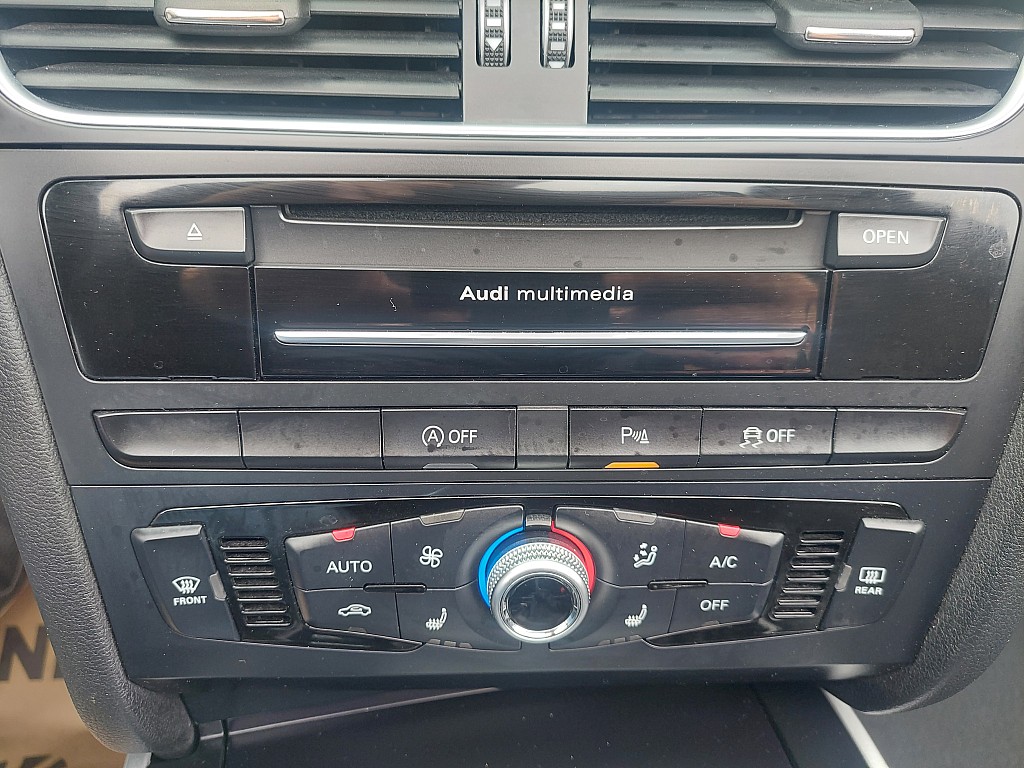 OPEN
Audi multimedia
A OFF
P
OFF
AUTO
A/C
FRONT
REAR
OFF